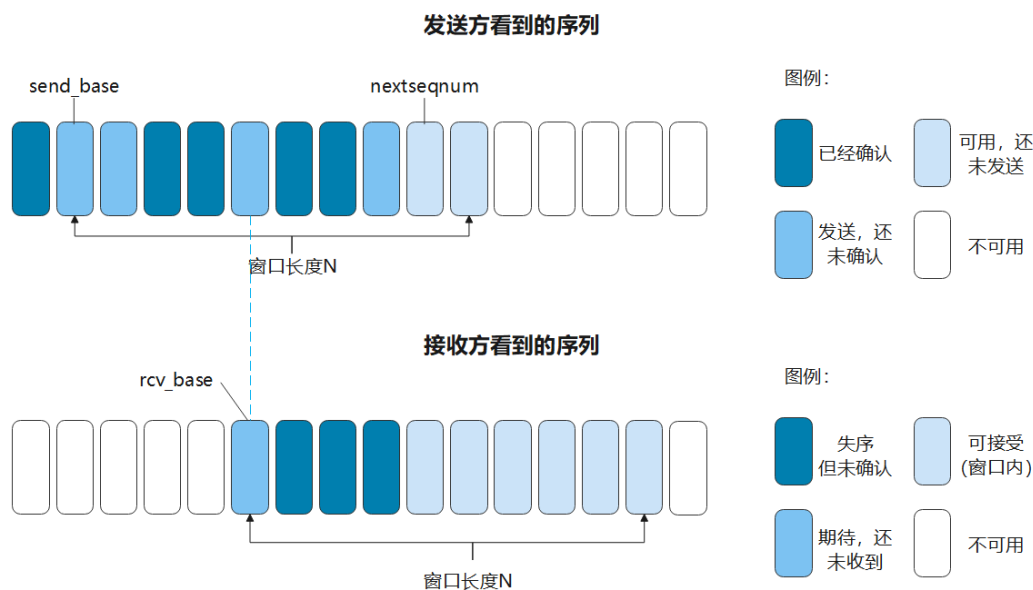 发送方看到的序列
send_base
nextseqnum
窗口长度N
图例：
已经确认
可用，还
未发送
发送，还
未确认
不可用
接收方看到的序列
rcv_base
窗口长度N
图例：
失序
但未确认
可接受
(窗口内)
期待，还
未收到
不可用